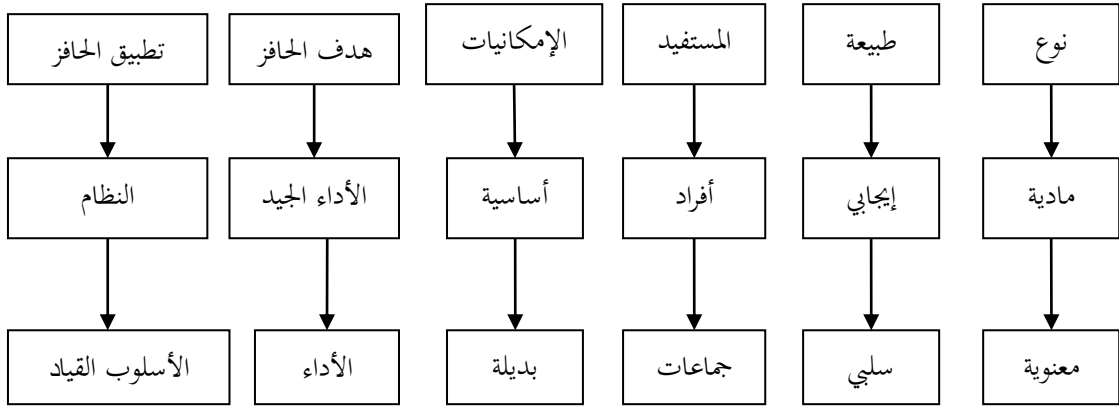 نوع
طبيعة
المستفيد
الإمكانيات
هدف الحافز
تطبيق الحافز
مادية
إيجابي
أفراد
أساسية
الأداء الجيد
النظام
معنوية
سلبي
جماعات
بديلة
الأداء
الأسلوب القياد